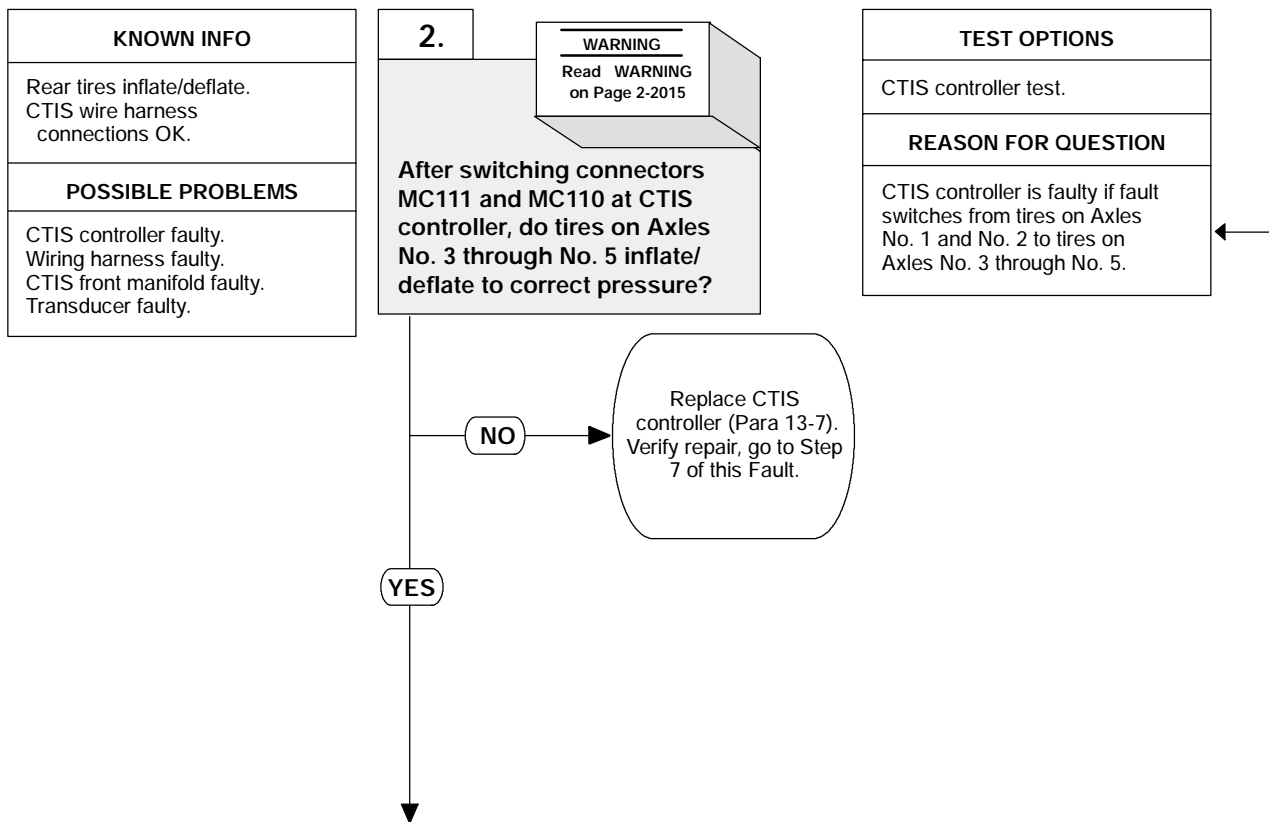 KNOWN INFO
Rear tires inflate/deflate.
CTIS wire harness
connections OK.
POSSIBLE PROBLEMS
CTIS controller faulty.
Wiring harness faulty.
CTIS front manifold faulty.
Transducer faulty.
2.
WARNING
Read WARNING
on Page 2-2015
After switching connectors
MC111 and MC110 at CTIS
controller, do tires on Axles
No. 3 through No. 5 inflate/
deflate to correct pressure?
TEST OPTIONS
CTIS controller test.
REASON FOR QUESTION
CTIS controller is faulty if fault
switches from tires on Axles
No. 1 and No. 2 to tires on
Axles No. 3 through No. 5.
NO
Replace CTIS
controller (Para 13-7).
Verify repair, go to Step
7 of this Fault.
YES